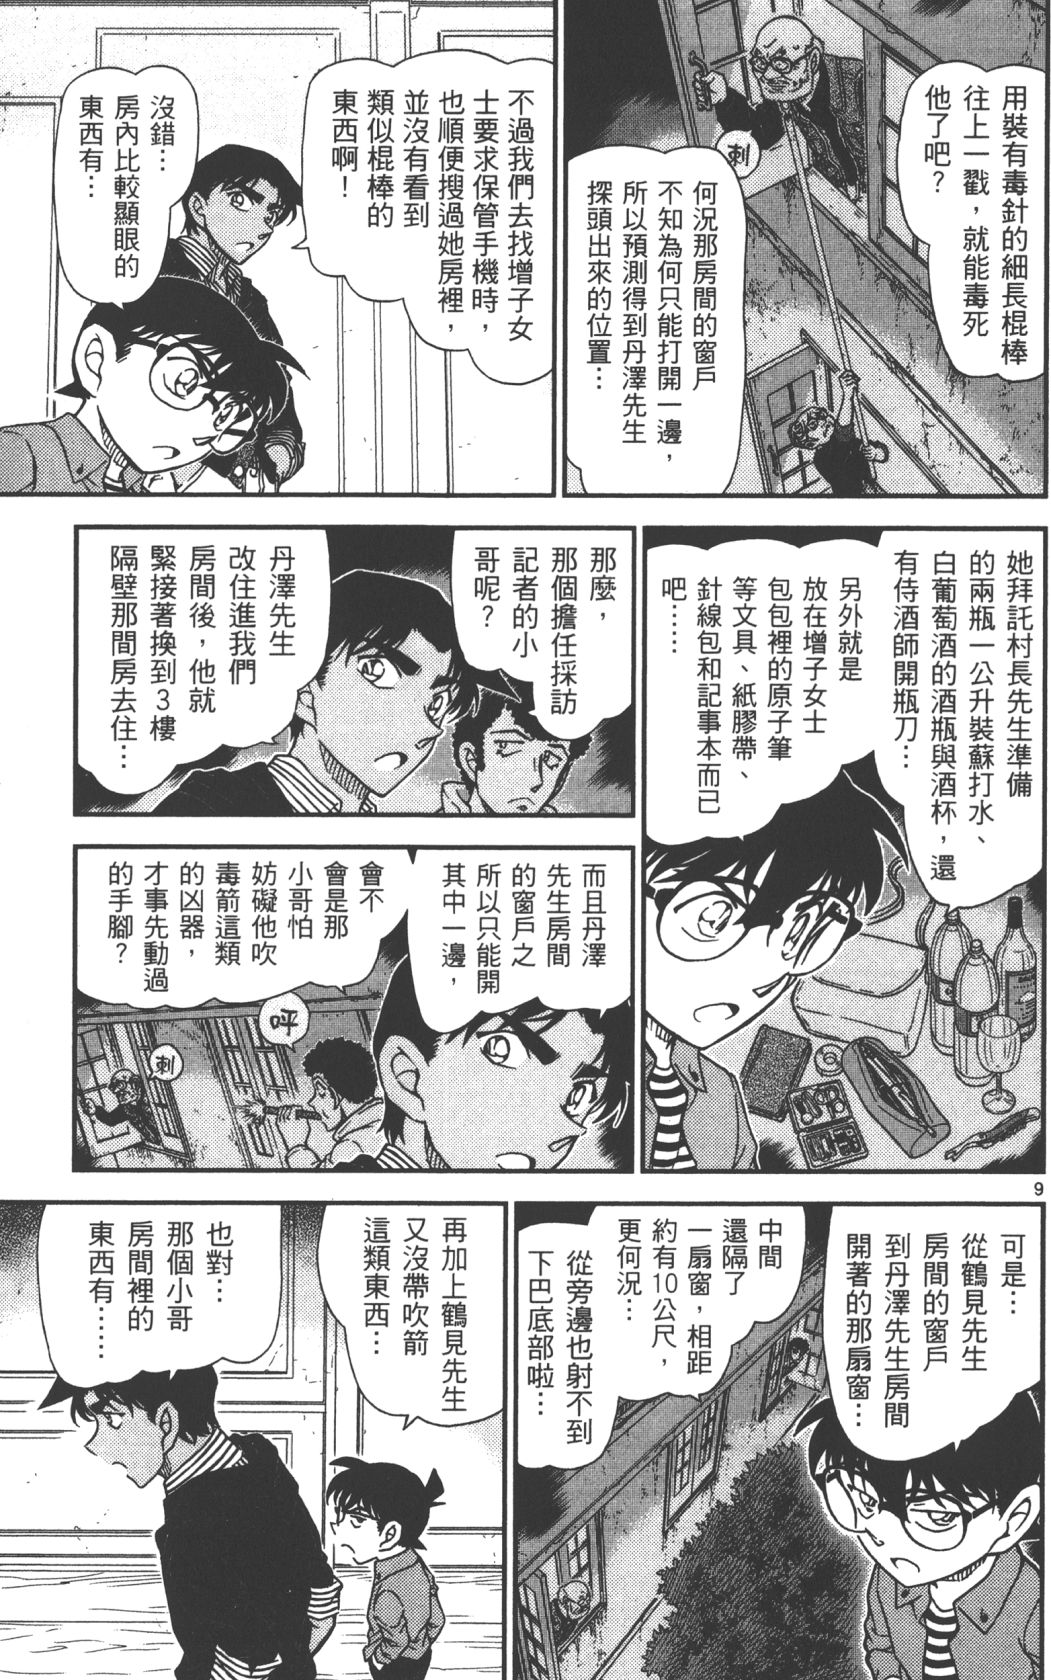 用裝有毒針的細長棍棒
往上一戳，就能毒死
他了吧？
刺
何況那房間的窗戶
不知為何只能打開一邊，
所以預測得到丹澤先生
探頭出來的位置…
不過我們去找增子女
士要求保管手機時，
也順便搜過她房裡，
並沒有看到
類似棍棒的
東西啊！
沒錯…
房內比較顯眼的
東西有…
她拜託村長先生準備
的兩瓶一公升裝蘇打水、
白葡萄酒的酒瓶與酒杯，還
有侍酒師開瓶刀…
另外就是
放在增子女士
包包裡的原子筆
等文具、紙膠帶、
針線包和記事本而已
吧……
那麼，
那個擔任採訪
記者的小
哥呢？
丹澤先生
改住進我們
房間後，他就
緊接著換到3樓
隔壁那間房去住…
而且丹澤
先生房間
的窗戶之
所以只能開
其中一邊，
會不
會是那
小哥怕
妨礙他吹
毒箭這類
的凶器，
才事先動過
的手腳？
呼
刺
9
可是…
從鶴見先生
房間的窗戶
到丹澤先生房間
開著的那扇窗…
中間
還隔了
一扇窗，相距
約有10公尺，
更何況…
從旁邊也射不到
下巴底部啦…
再加上鶴見先生
又沒帶吹箭
這類東西…
也對…
那個小哥
房間裡的
東西有……